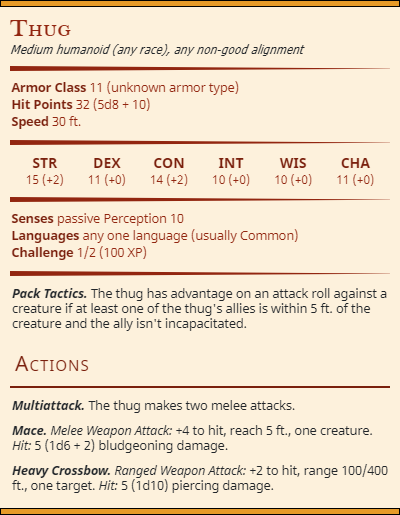 Thug
Medium humanoid (any race), any non-good alignment
Armor Class 11 (unknown armor type)
Hit Points 32 (5d8 + 10)
Speed 30 ft.
STR DEX CON INT WIS CHA
15 (+2) 11 (+0) 14 (+2) 10 (+0) 10 (+0) 11 (+0)
Senses passive Perception 10
Languages any one language (usually Common)
Challenge 1/2 (100 XP)
Pack Tactics. The thug has advantage on an attack roll against a
creature if at least one of the thug's allies is within 5 ft. of the
creature and the ally isn't incapacitated.
Actions
Multiattack. The thug makes two melee attacks.
Mace. Melee Weapon Attack: +4 to hit, reach 5 ft., one creature.
Hit: 5 (1d6 + 2) bludgeoning damage.
Heavy Crossbow. Ranged Weapon Attack: +2 to hit, range 100/400
ft., one target. Hit: 5 (1d10) piercing damage.